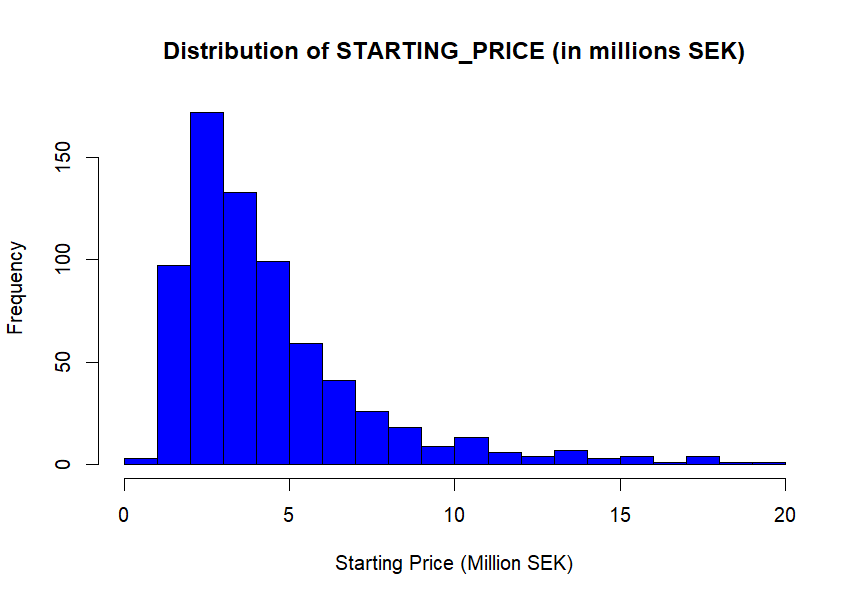 Distribution of STARTING_PRICE (in millions SEK)
Frequency
150
100
50
0
0 5 10 15 20
Starting Price (Million SEK)